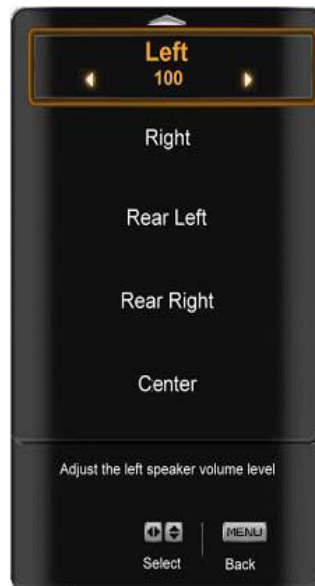 Left
100
Right
Rear Left
Rear Right
Center
Adjust the left speaker volume level
MENU
Select
Back